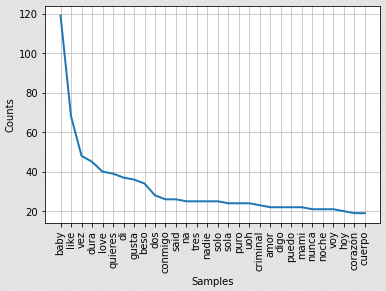 120
100
80
60
40
20
Counts
baby
like
vez
dura
love
quieres
di
gusta
beso
dos
conmigo
said
na
tres
nadie
solo
sola
puro
uoh
criminal
amor
digo
puedo
mami
nunca
noche
voy
hoy
corazón
cuerpo
Samples